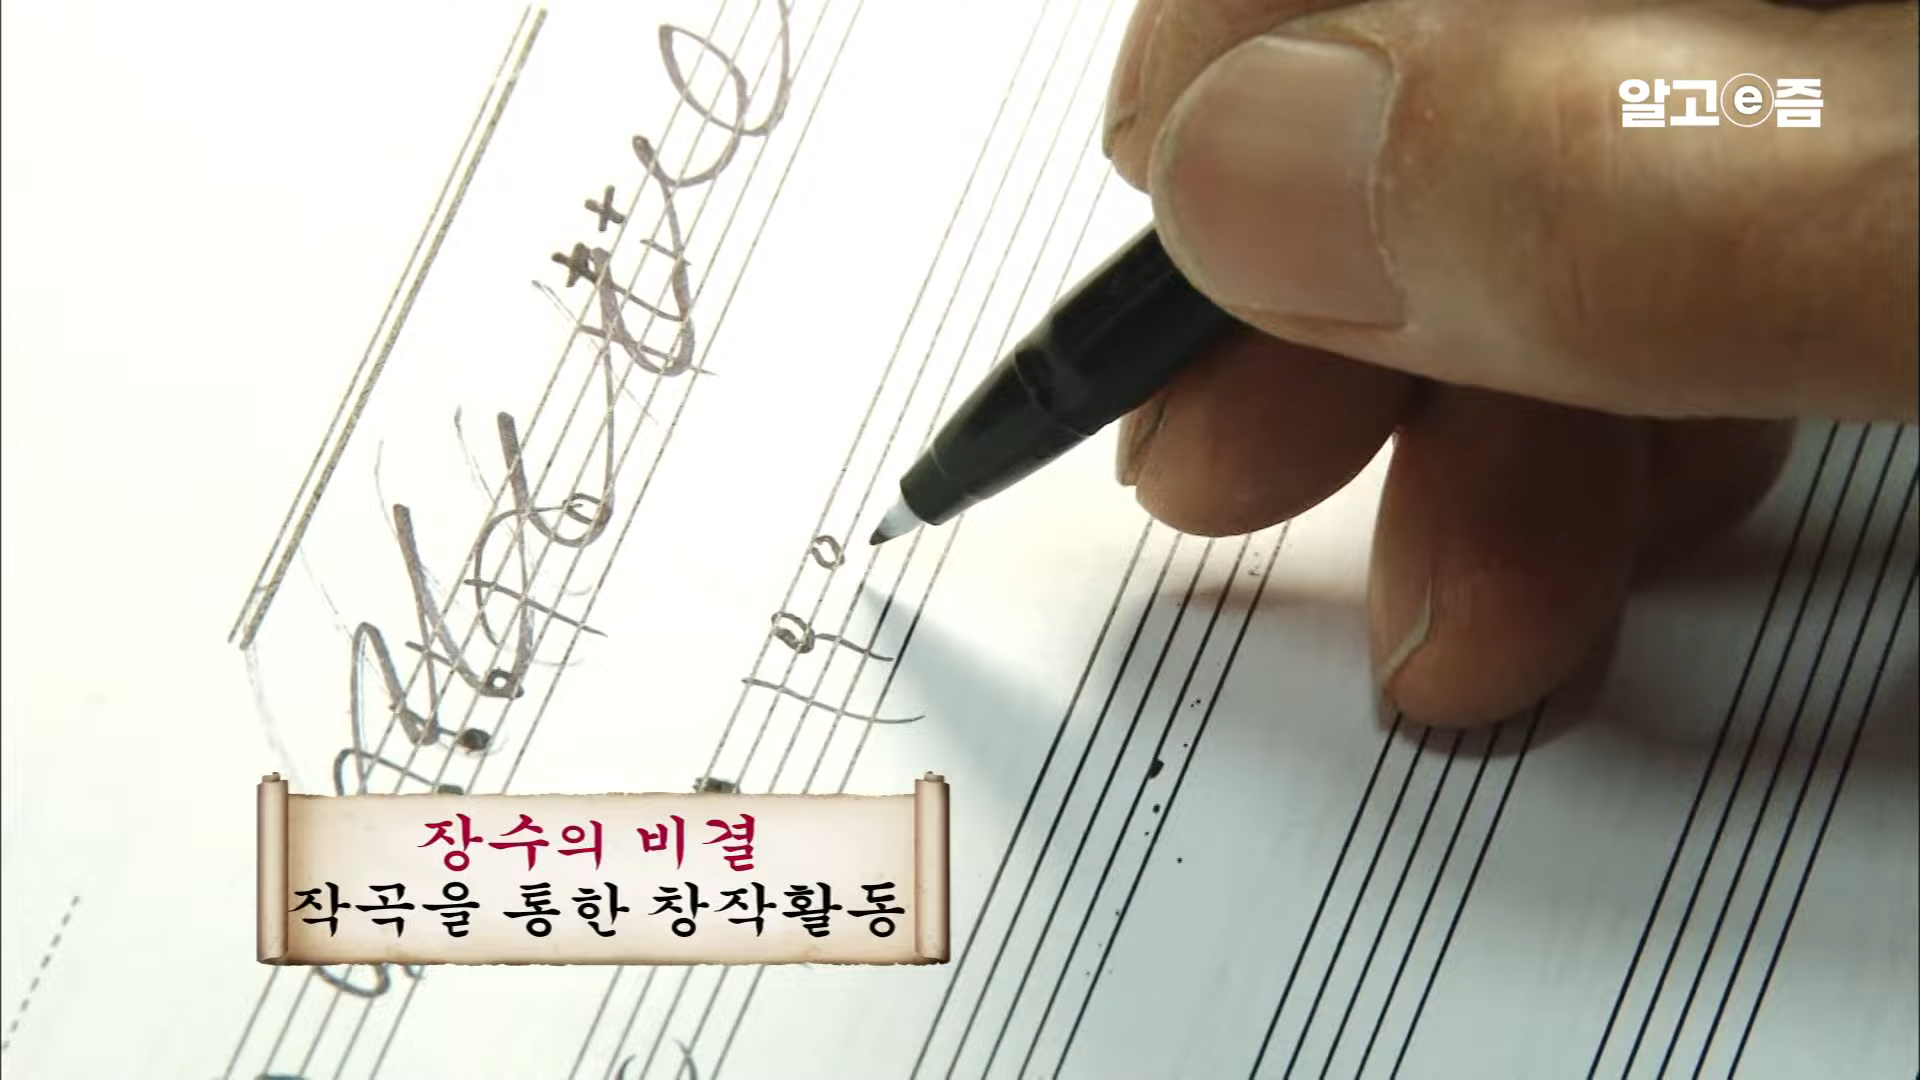 알고e즘
장수의 비결
작곡을 통한 창작활동